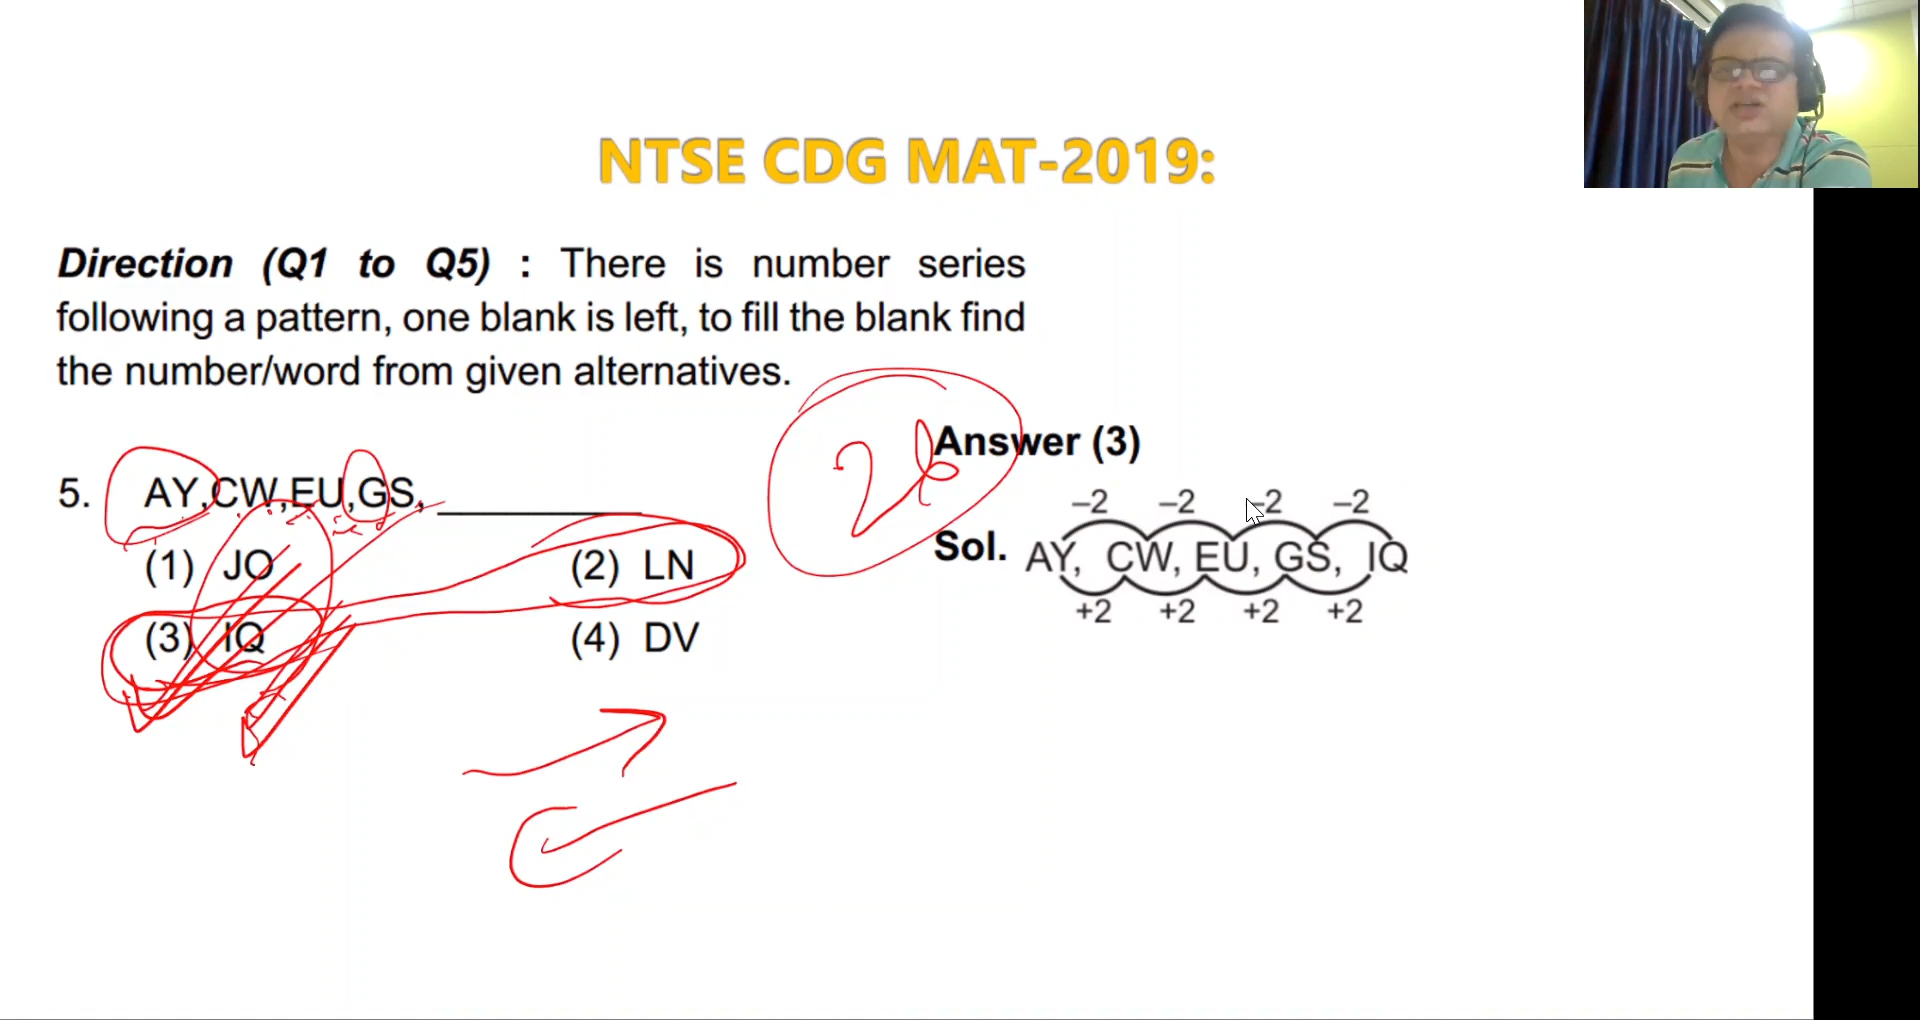 NTSE CDG MAT-2019:
Direction (Q1 to Q5) : There is number series
following a pattern, one blank is left, to fill the blank find
the number/word from given alternatives.
5. AY,CW,EU,GS, ________
(1) JO (2) LN
(3) IQ (4) DV
26
Answer (3)
–2 –2 –2 –2
Sol. AY, CW, EU, GS, IQ
+2 +2 +2 +2